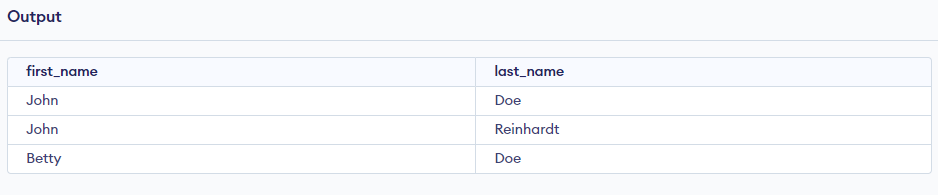 Output
first_name last_name
John Doe
John Reinhardt
Betty Doe